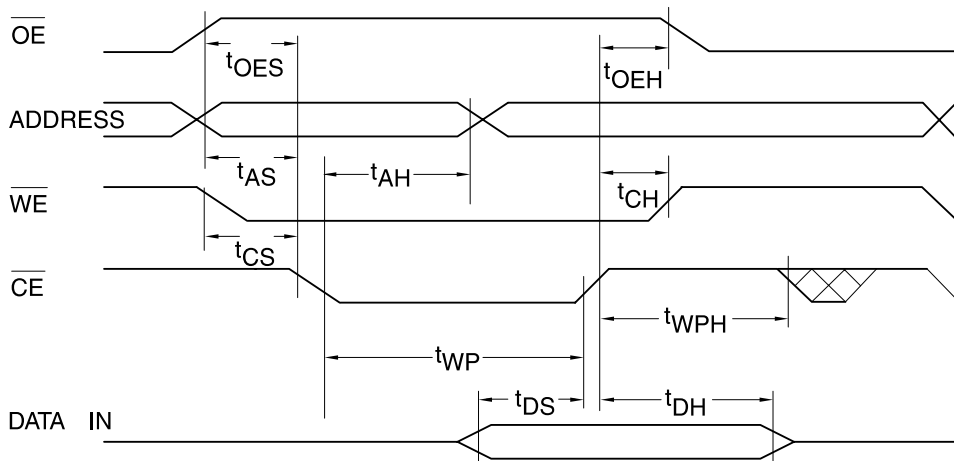 OE
tOES
tOEH
ADDRESS
tAS
tAH
tCH
WE
tCS
CE
tWPH
tWP
tDS
tDH
DATA IN